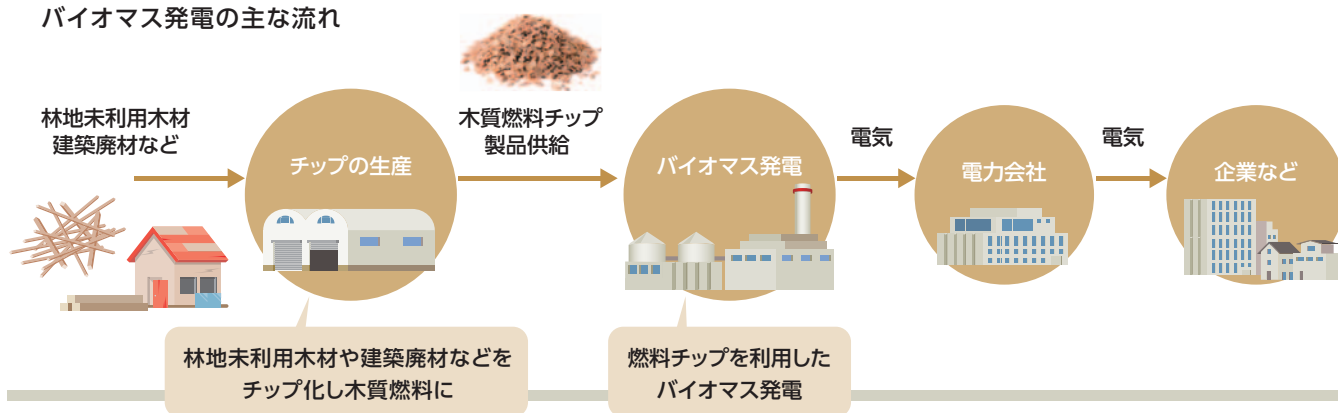 バイオマス発電の主な流れ
林地未利用木材
建築廃材など
チップの生産
木質燃料チップ
製品供給
バイオマス発電
電気
電力会社
電気
企業など
林地未利用木材や建築廃材などを
チップ化し木質燃料に
燃料チップを利用した
バイオマス発電